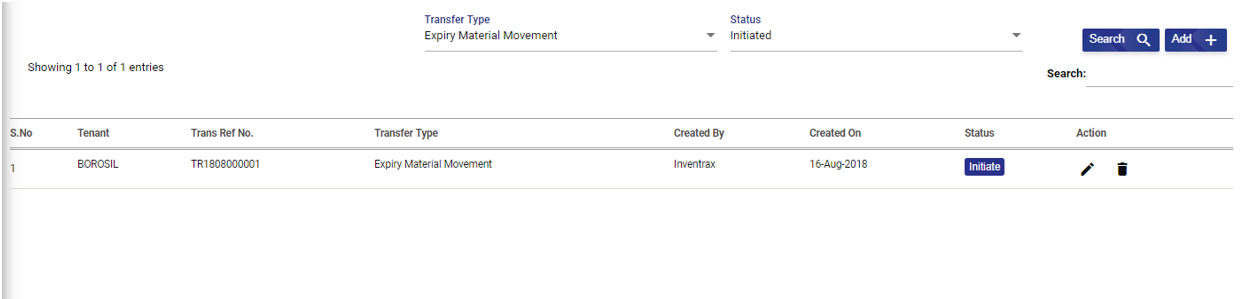 Transfer Type Status
Expiry Material Movement Initiated
Search Add +
Showing 1 to 1 of 1 entries
Search:
S.No Tenant Trans Ref No. Transfer Type Created By Created On Status Action
1 BOROSIL TR1808000001 Expiry Material Movement Inventrax 16-Aug-2018 Initiate